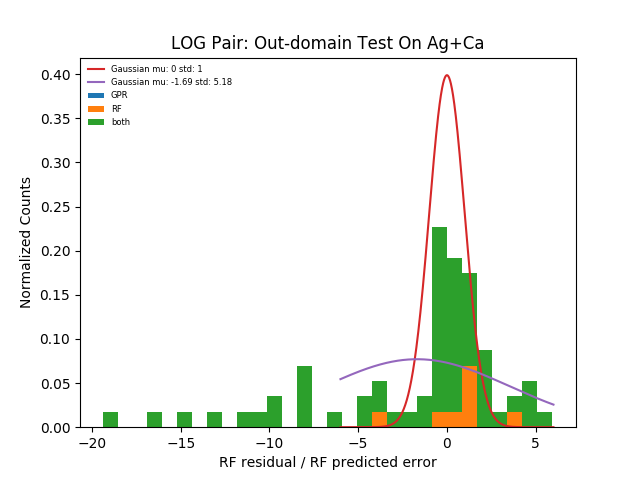 LOG Pair: Out-domain Test On Ag+Ca
Gaussian mu: 0 std: 1
Gaussian mu: -1.69 std: 5.18
GPR
RF
both
Normalized Counts
0.40
0.35
0.30
0.25
0.20
0.15
0.10
0.05
0.00
−20 −15 −10 −5 0 5
RF residual / RF predicted error